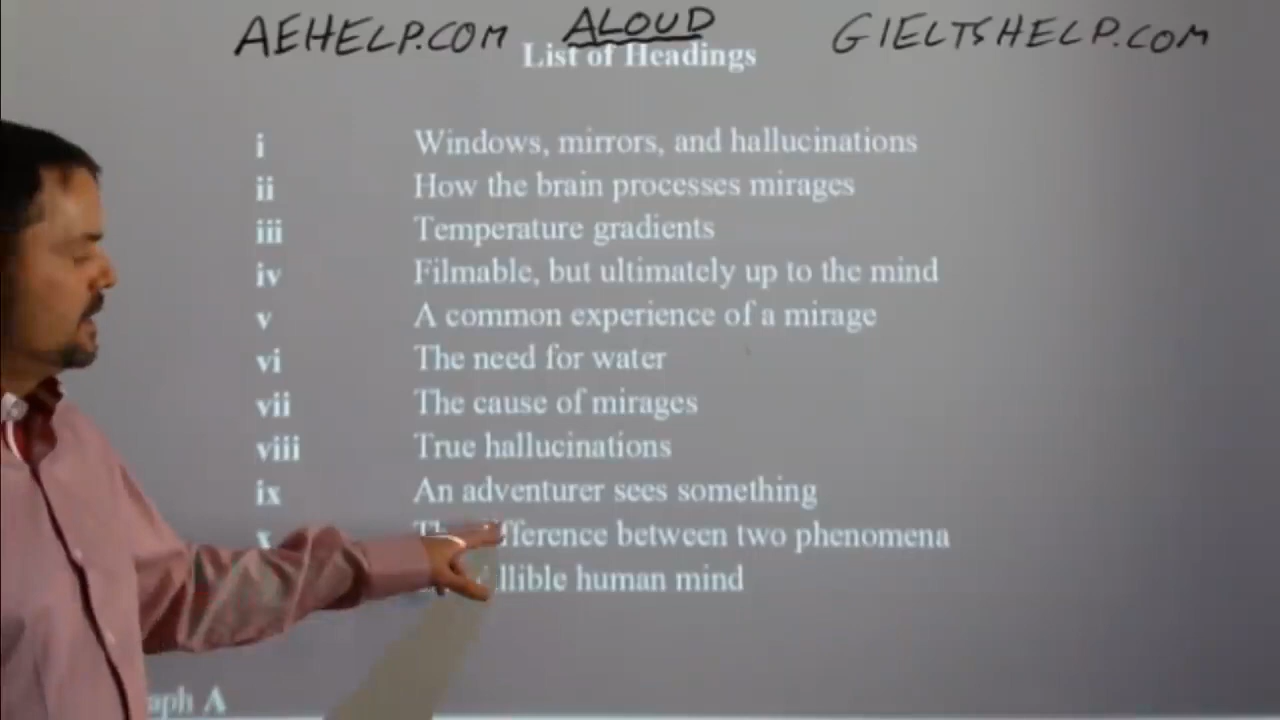 AEHELP.COM ALOUD GIELTSHELP.COM
List of Headings
i Windows, mirrors, and hallucinations
ii How the brain processes mirages
iii Temperature gradients
iv Filmable, but ultimately up to the mind
v A common experience of a mirage
vi The need for water
vii The cause of mirages
viii True hallucinations
ix An adventurer sees something
x between two phenomena
human mind
A